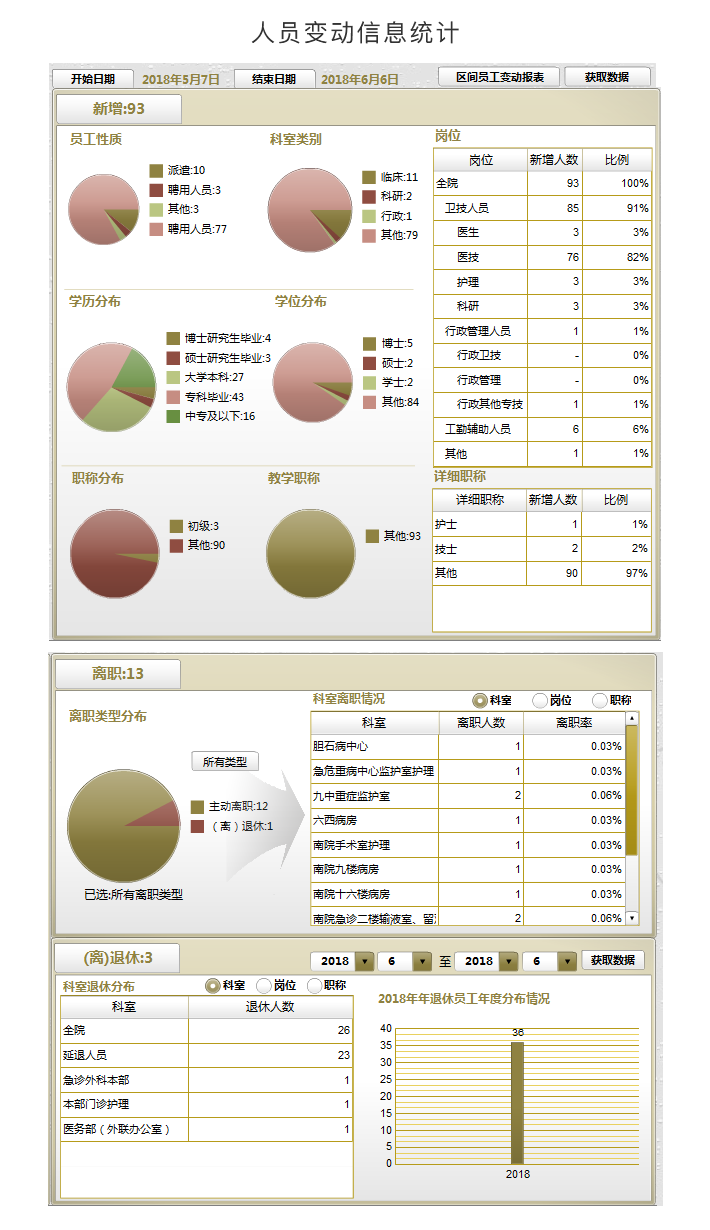 人员变动信息统计
开始日期 2018年5月7日 结束日期 2018年6月6日 区间员工变动报表 获取数据
新增:93
员工性质
派遣:10
聘用人员:3
其他:3
聘用人员:77
科室类别
临床:11
科研:2
行政:1
其他:79
学历分布
博士研究生毕业:4
硕士研究生毕业:3
大学本科:27
专科毕业:43
中专及以下:16
学位分布
博士:5
硕士:2
学士:2
其他:84
职称分布
初级:3
其他:90
教学职称
其他:93
岗位
岗位 新增人数 比例
全院 93 100%
卫技人员 85 91%
医生 3 3%
医技 76 82%
护理 3 3%
科研 3 3%
行政管理人员 1 1%
行政卫技 - 0%
行政管理 - 0%
行政其他专技 1 1%
工勤辅助人员 6 6%
其他 1 1%
详细职称
详细职称 新增人数 比例
护士 1 1%
技士 2 2%
其他 90 97%
离职:13
离职类型分布
所有类型
主动离职:12
（离）退休:1
已选:所有离职类型
科室离职情况 科室 岗位 职称
科室 离职人数 离职率
胆石病中心 1 0.03%
急危重病中心监护室护理 1 0.03%
九中重症监护室 2 0.06%
六西病房 1 0.03%
南院手术室护理 1 0.03%
南院九楼病房 1 0.03%
南院十六楼病房 1 0.03%
南院急诊二楼输液室、留 2 0.06%
(离)退休:3
2018 6 至 2018 6 获取数据
科室退休分布 科室 岗位 职称
科室 退休人数
全院 26
延退人员 23
急诊外科本部 1
本部门诊护理 1
医务部（外联办公室） 1
2018年年退休员工年度分布情况
40
36
35
30
25
20
15
10
5
0
2018